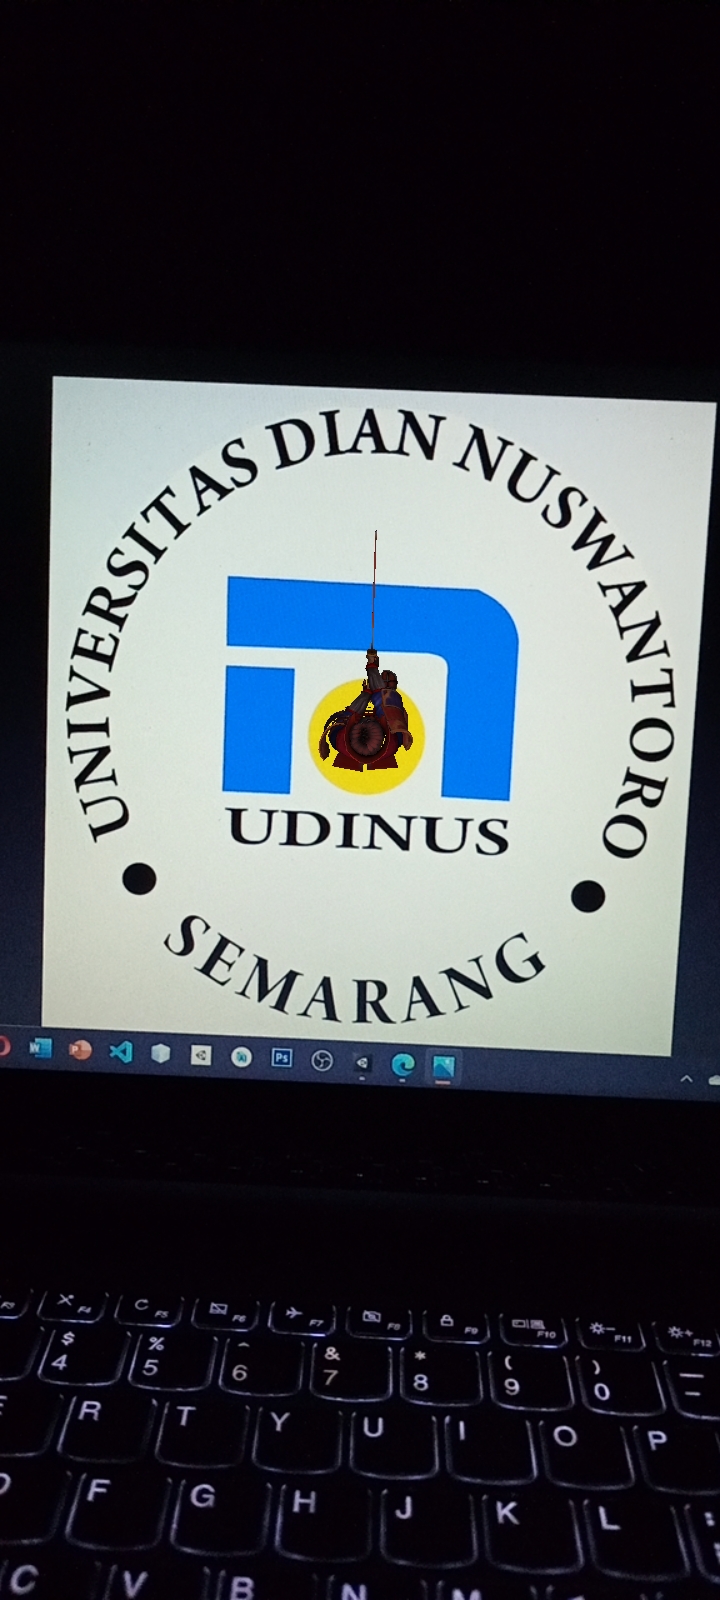 UNIVERSITAS DIAN NUSWANTORO
UDINUS
SEMARANG
Ps
F4 F5 F6 F7 F8 F9 F10 F11 F12
$ % ^ & * ( )
4 5 6 7 8 9 0
R T Y U I O P
F G H J K L
C V B N M